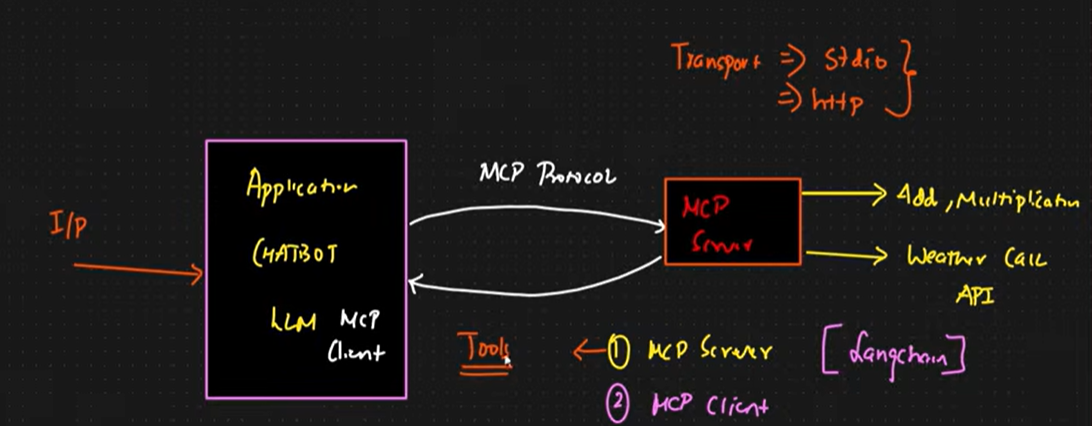 Transport => Stdio
=> http
MCP Protocol
I/P
Application
CHATBOT
LLM MCP
Client
MCP
Server
Add, Multiplication
Weather Call
API
Tools
① MCP Server [Langchain]
② MCP Client